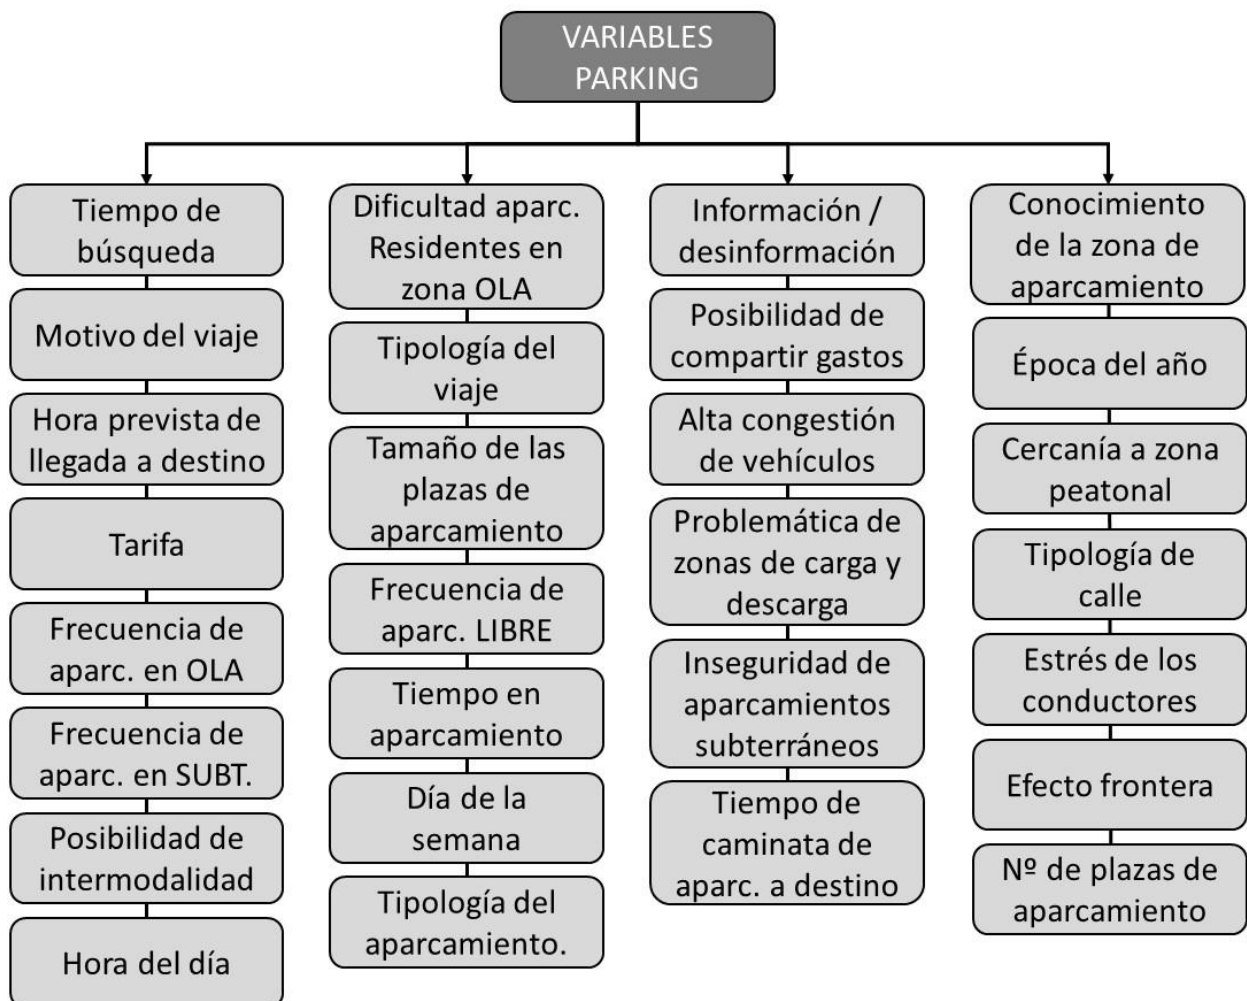 VARIABLES
PARKING
Tiempo de
búsqueda
Motivo del viaje
Hora prevista de
llegada a destino
Tarifa
Frecuencia de
aparc. en OLA
Frecuencia de
aparc. en SUBT.
Posibilidad de
intermodalidad
Hora del día
Dificultad aparc.
Residentes en
zona OLA
Tipología del
viaje
Tamaño de las
plazas de
aparcamiento
Frecuencia de
aparc. LIBRE
Tiempo en
aparcamiento
Día de la
semana
Tipología del
aparcamiento.
Información /
desinformación
Posibilidad de
compartir gastos
Alta congestión
de vehículos
Problemática de
zonas de carga y
descarga
Inseguridad de
aparcamientos
subterráneos
Tiempo de
caminata de
aparc. a destino
Conocimiento
de la zona de
aparcamiento
Época del año
Cercanía a zona
peatonal
Tipología de
calle
Estrés de los
conductores
Efecto frontera
Nº de plazas de
aparcamiento